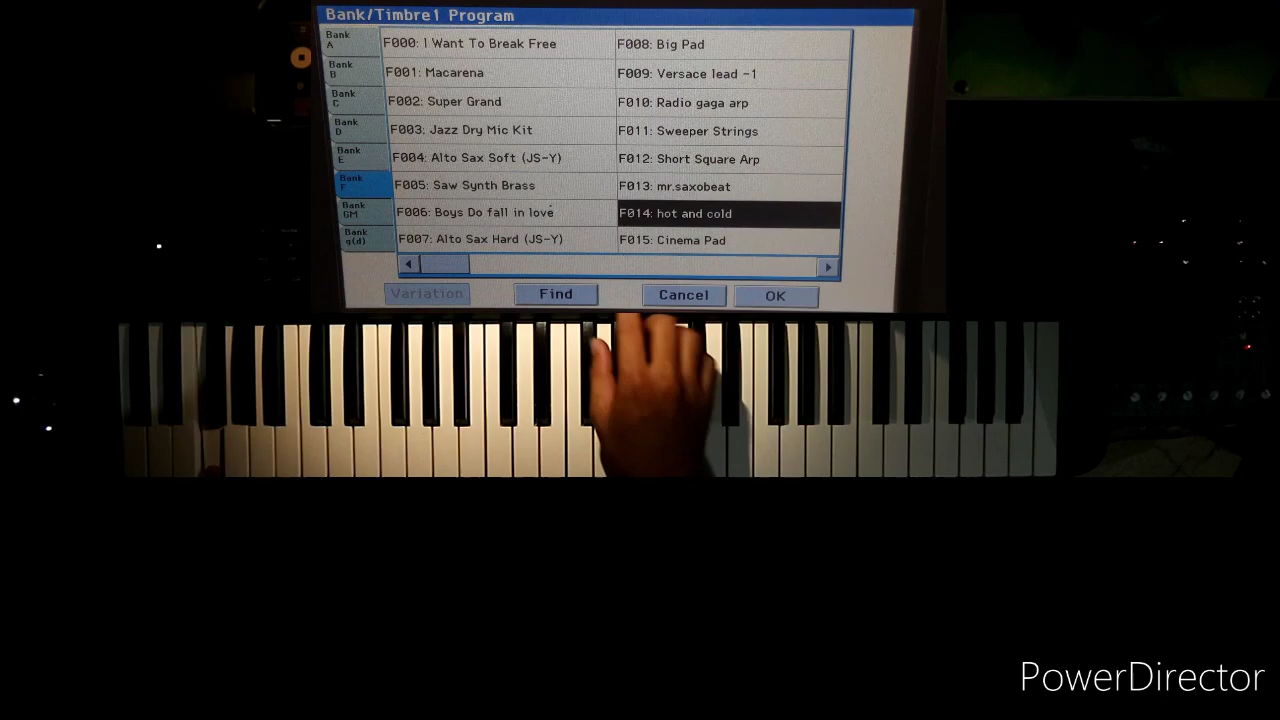 Bank/Timbre1 Program
Bank
A
Bank
B
Bank
C
Bank
D
Bank
E
Bank
F
Bank
GM
Bank
g(d)
F000: I Want To Break Free
F001: Macarena
F002: Super Grand
F003: Jazz Dry Mic Kit
F004: Alto Sax Soft (JS-Y)
F005: Saw Synth Brass
F006: Boys Do fall in love
F007: Alto Sax Hard (JS-Y)
F008: Big Pad
F009: Versace lead -1
F010: Radio gaga arp
F011: Sweeper Strings
F012: Short Square Arp
F013: mr.saxobeat
F014: hot and cold
F015: Cinema Pad
Variation
Find
Cancel
OK
PowerDirector